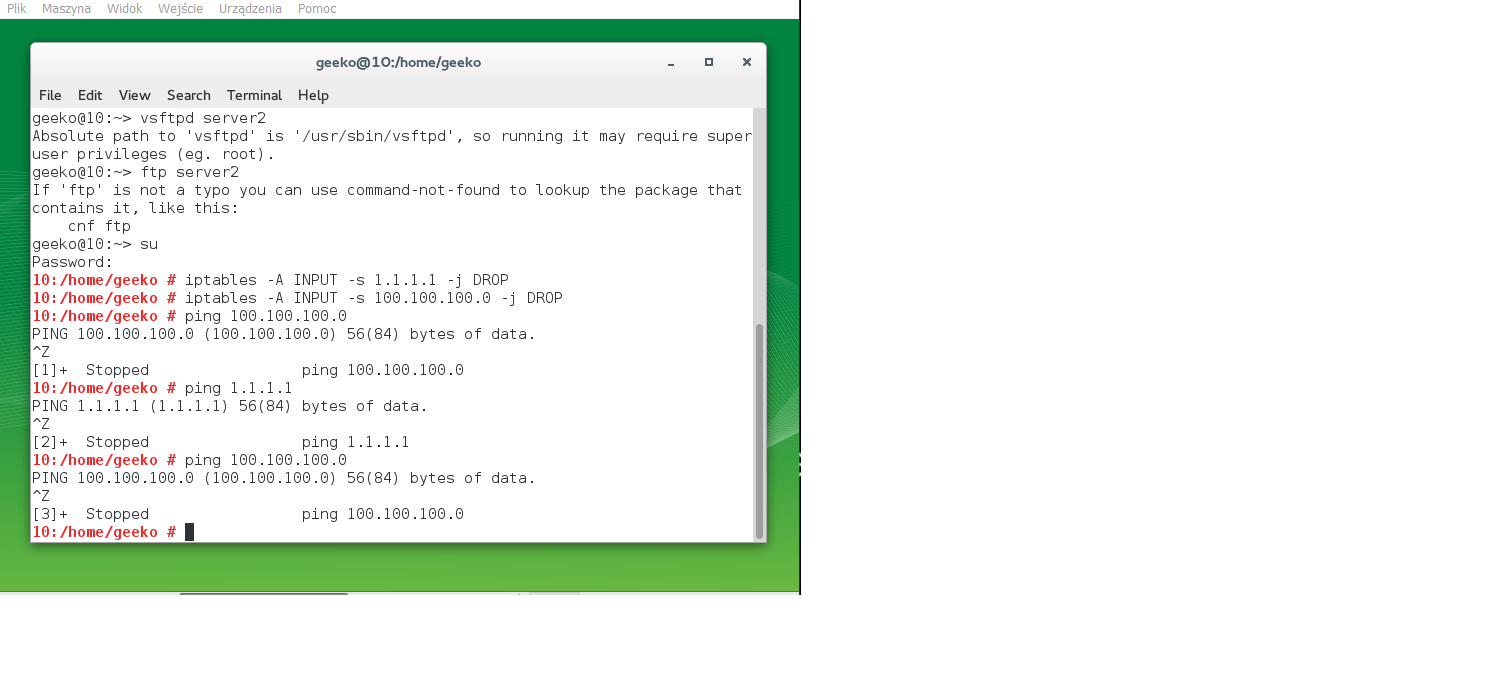 Plik Maszyna Widok Wejście Urządzenia Pomoc
geeko@10:/home/geeko
File Edit View Search Terminal Help
geeko@10:~> vsftpd server2
Absolute path to 'vsftpd' is '/usr/sbin/vsftpd', so running it may require super
user privileges (eg. root).
geeko@10:~> ftp server2
If 'ftp' is not a typo you can use command-not-found to lookup the package that
contains it, like this:
    cnf ftp
geeko@10:~> su
Password:
10:/home/geeko # iptables -A INPUT -s 1.1.1.1 -j DROP
10:/home/geeko # iptables -A INPUT -s 100.100.100.0 -j DROP
10:/home/geeko # ping 100.100.100.0
PING 100.100.100.0 (100.100.100.0) 56(84) bytes of data.
^Z
[1]+  Stopped                 ping 100.100.100.0
10:/home/geeko # ping 1.1.1.1
PING 1.1.1.1 (1.1.1.1) 56(84) bytes of data.
^Z
[2]+  Stopped                 ping 1.1.1.1
10:/home/geeko # ping 100.100.100.0
PING 100.100.100.0 (100.100.100.0) 56(84) bytes of data.
^Z
[3]+  Stopped                 ping 100.100.100.0
10:/home/geeko #